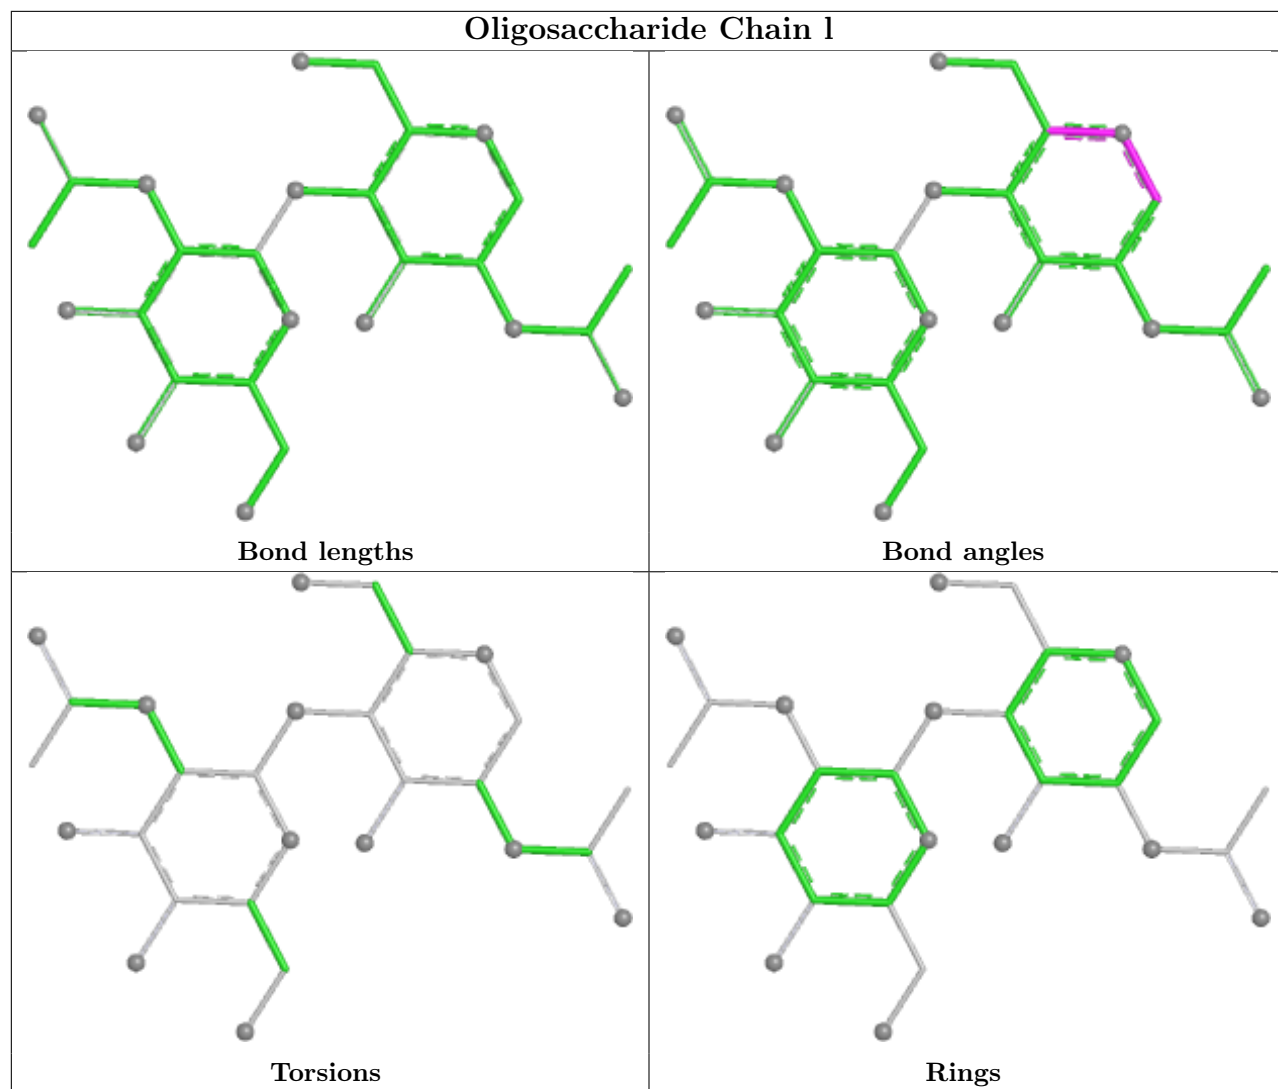 Oligosaccharide Chain l
Bond lengths
Bond angles
Torsions
Rings